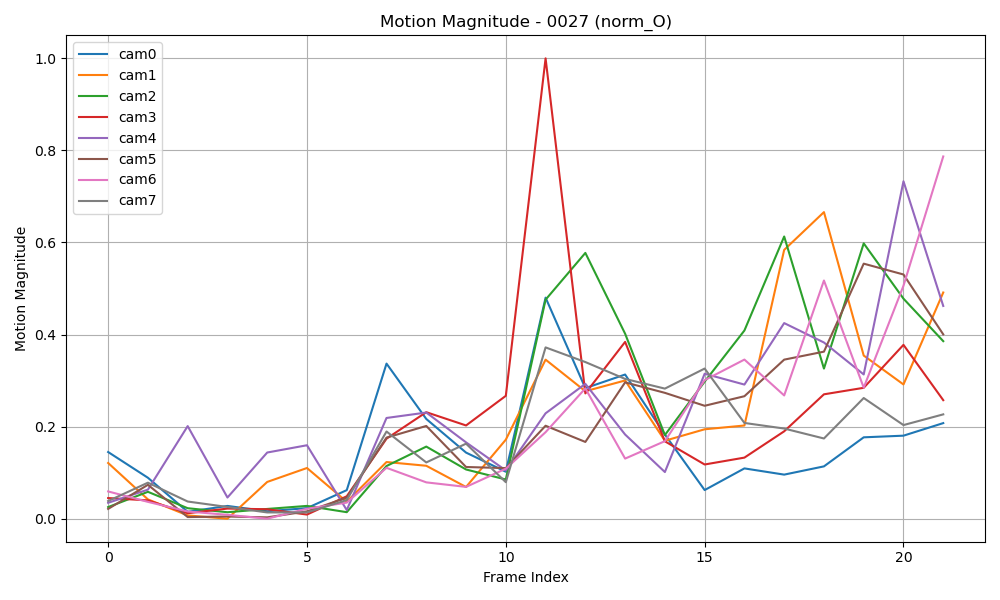 Motion Magnitude - 0027 (norm_O)
cam0
cam1
cam2
cam3
cam4
cam5
cam6
cam7
Motion Magnitude
1.0
0.8
0.6
0.4
0.2
0.0
0 5 10 15 20
Frame Index